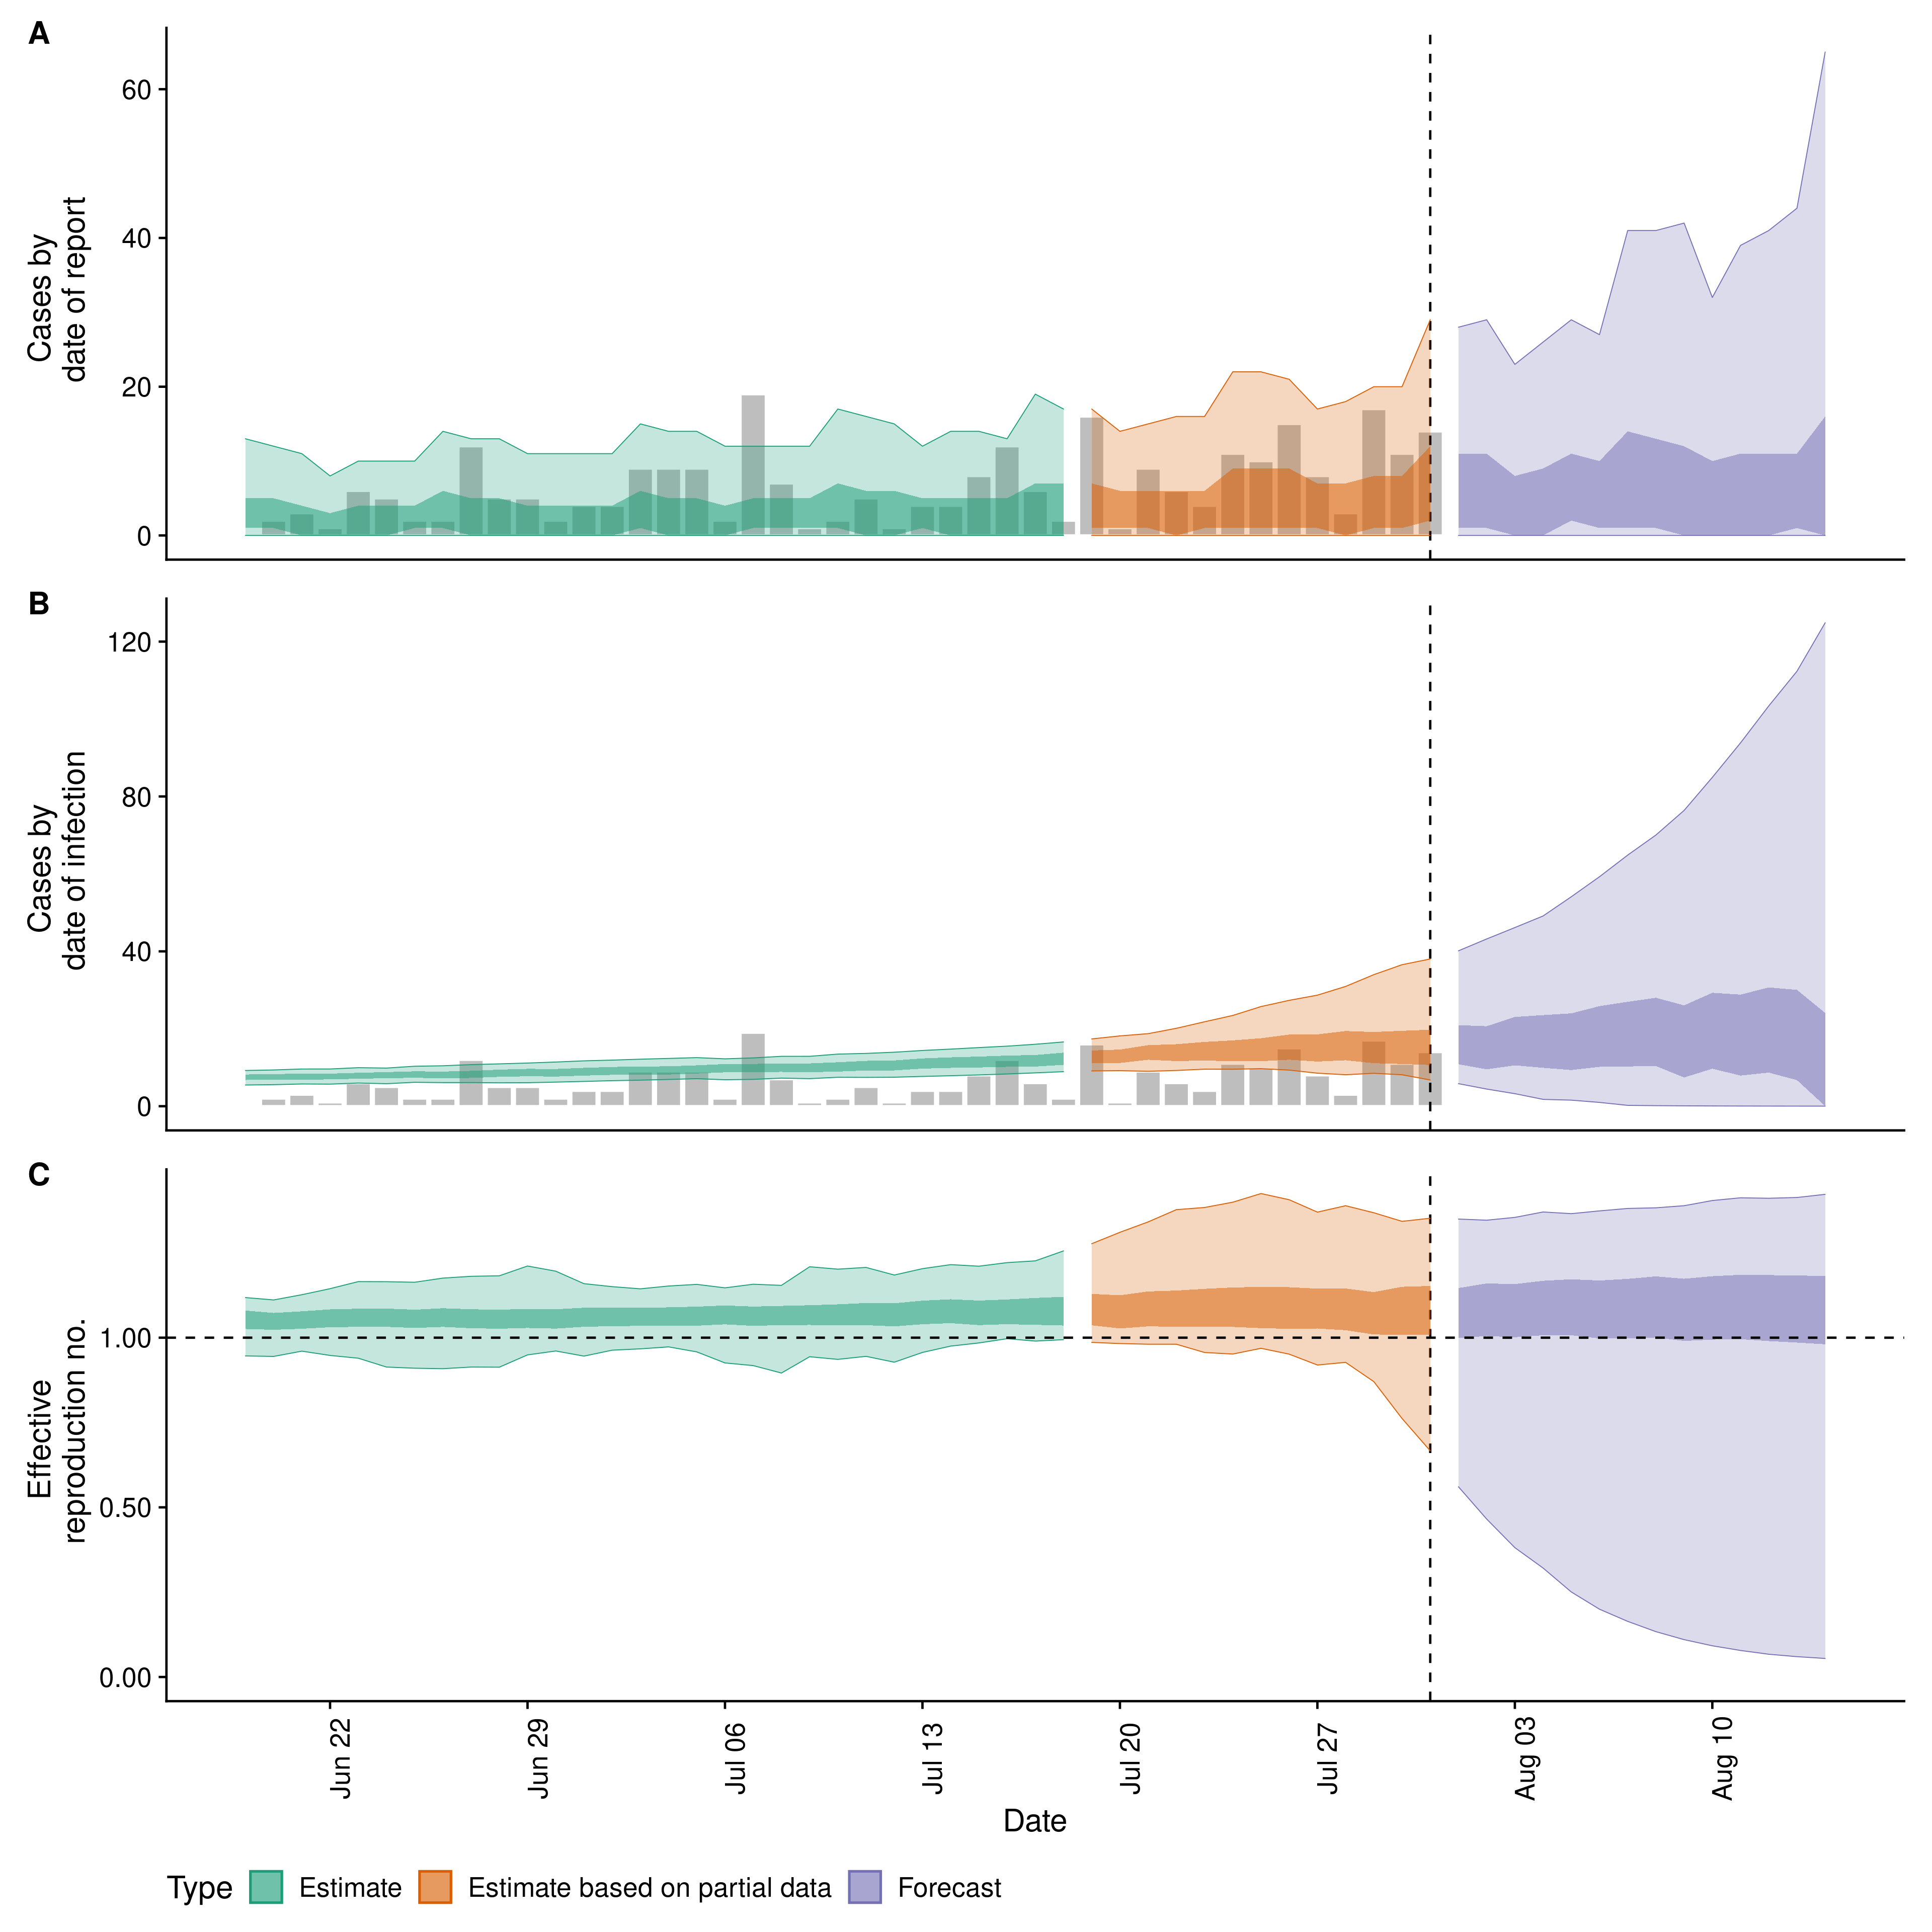 A
60
40
20
0
Cases by
date of report
B
120
80
40
0
Cases by
date of infection
C
1.00
0.50
0.00
Effective
reproduction no.
Jun 22
Jun 29
Jul 06
Jul 13
Jul 20
Jul 27
Aug 03
Aug 10
Date
Type Estimate Estimate based on partial data Forecast